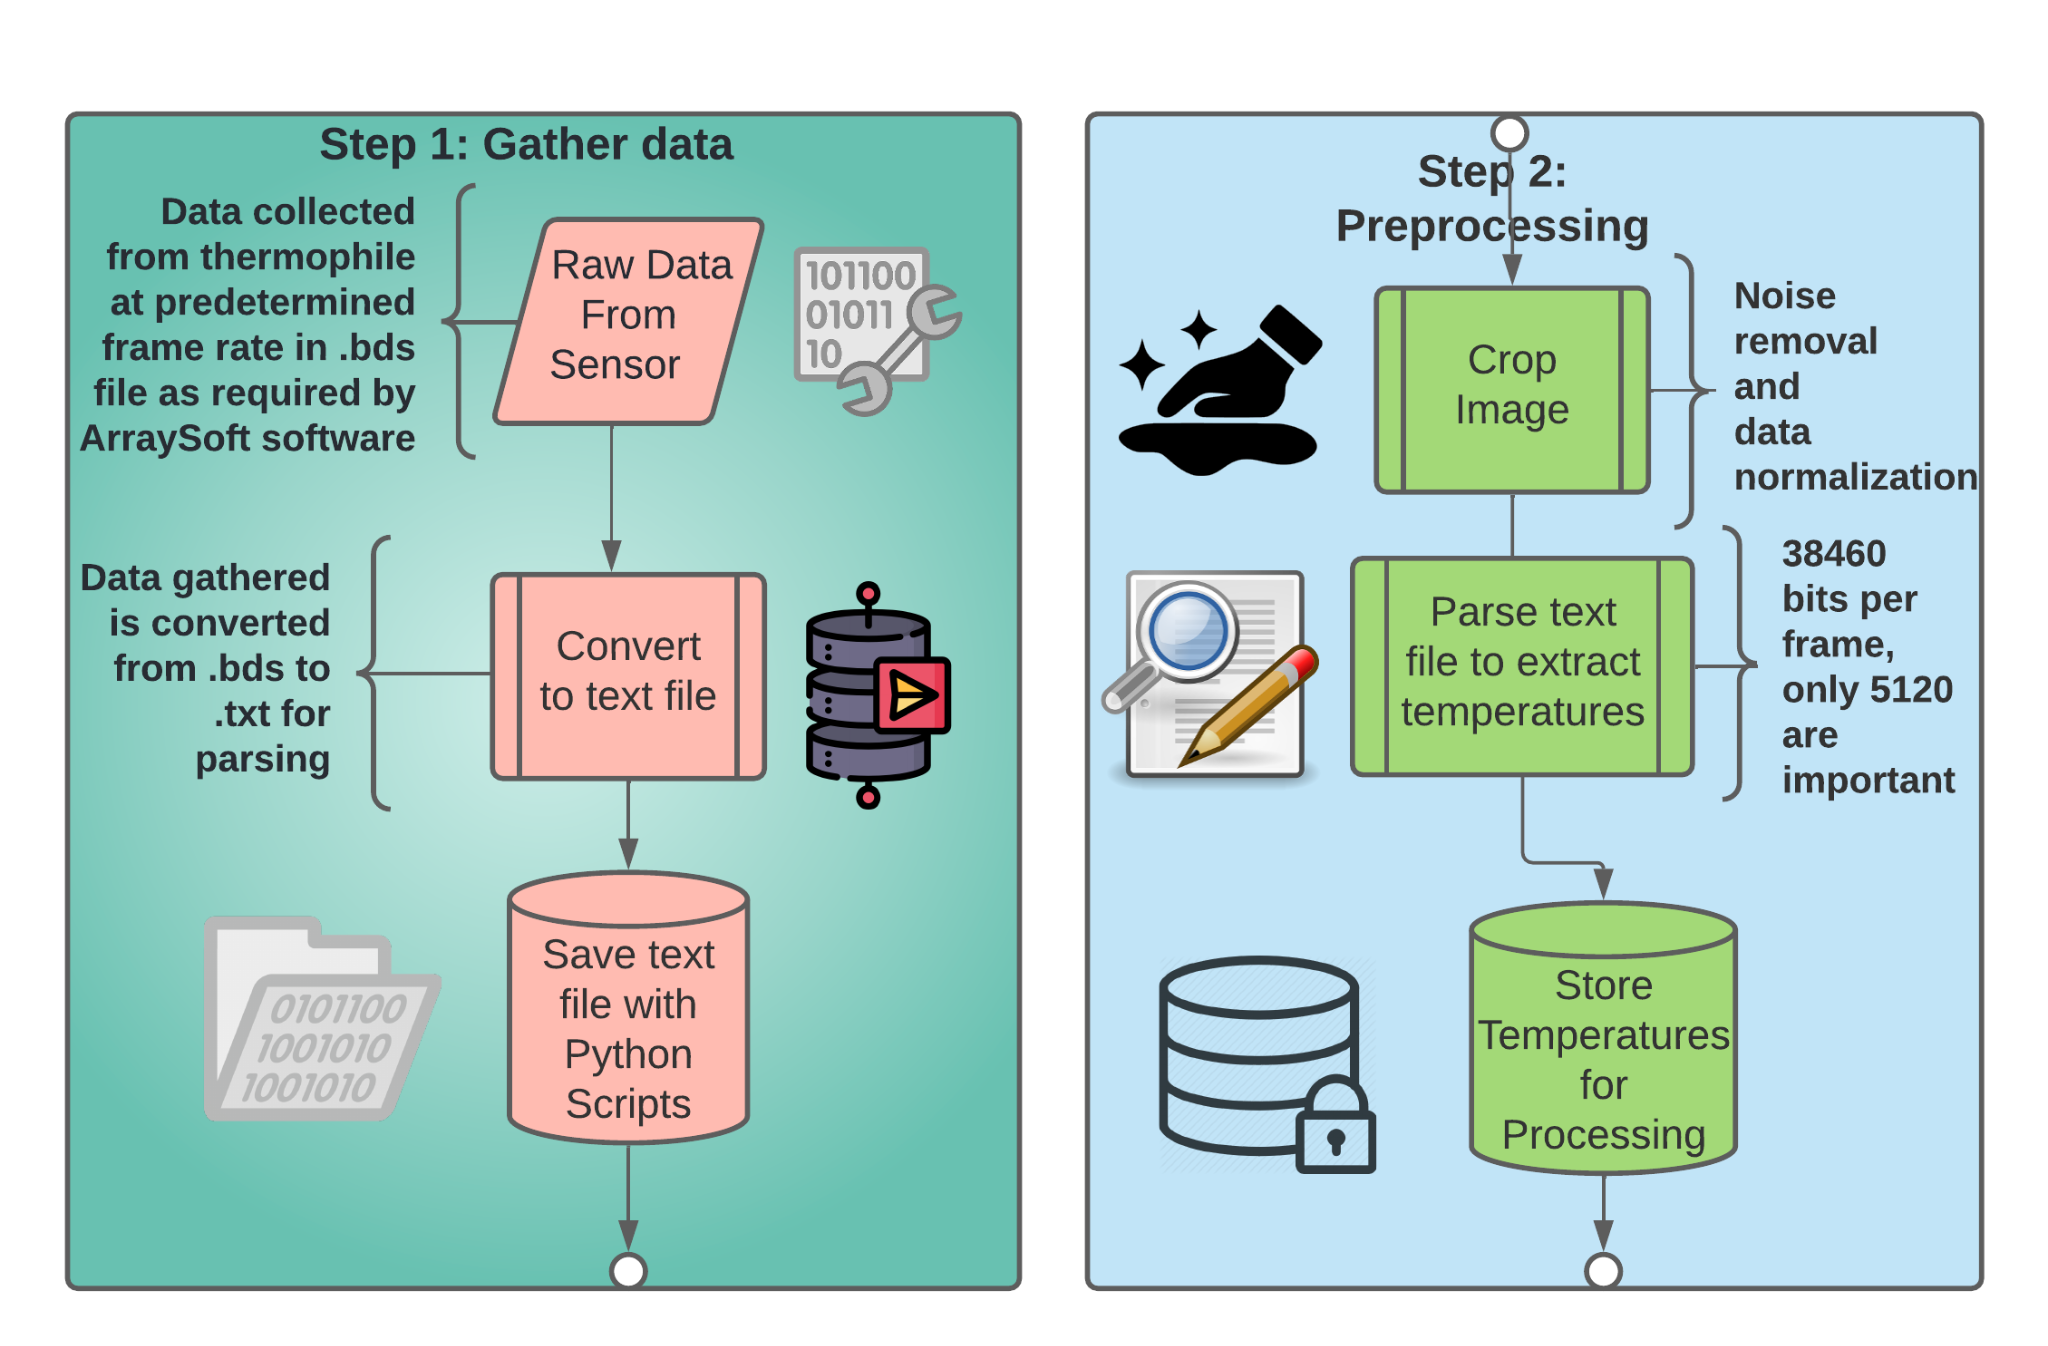 Step 1: Gather data
Data collected
from thermophile
at predetermined
frame rate in .bds
file as required by
ArraySoft software
Raw Data
From
Sensor
101100
01011
10
Data gathered
is converted
from .bds to
.txt for
parsing
Convert
to text file
Save text
file with
Python
Scripts
0101100
1001010
1001010
Step 2:
Preprocessing
Crop
Image
Noise
removal
and
data
normalization
Parse text
file to extract
temperatures
38460
bits per
frame,
only 5120
are
important
Store
Temperatures
for
Processing